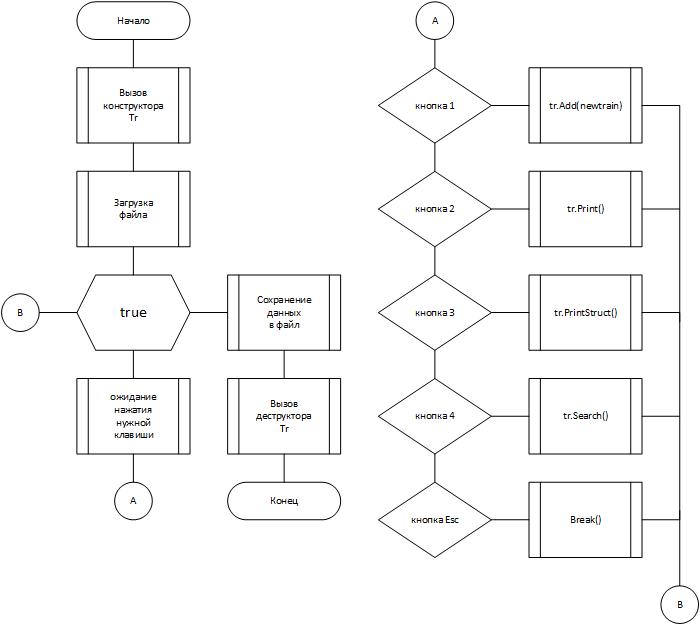 Начало
Вызов
конструктора
Tr
Загрузка
файла
B
true
Сохранение
данных
в файл
ожидание
нажатия
нужной
клавиши
Вызов
деструктора
Tr
A
Конец
A
кнопка 1
tr.Add(newtrain)
кнопка 2
tr.Print()
кнопка 3
tr.PrintStruct()
кнопка 4
tr.Search()
кнопка Esc
Break()
B